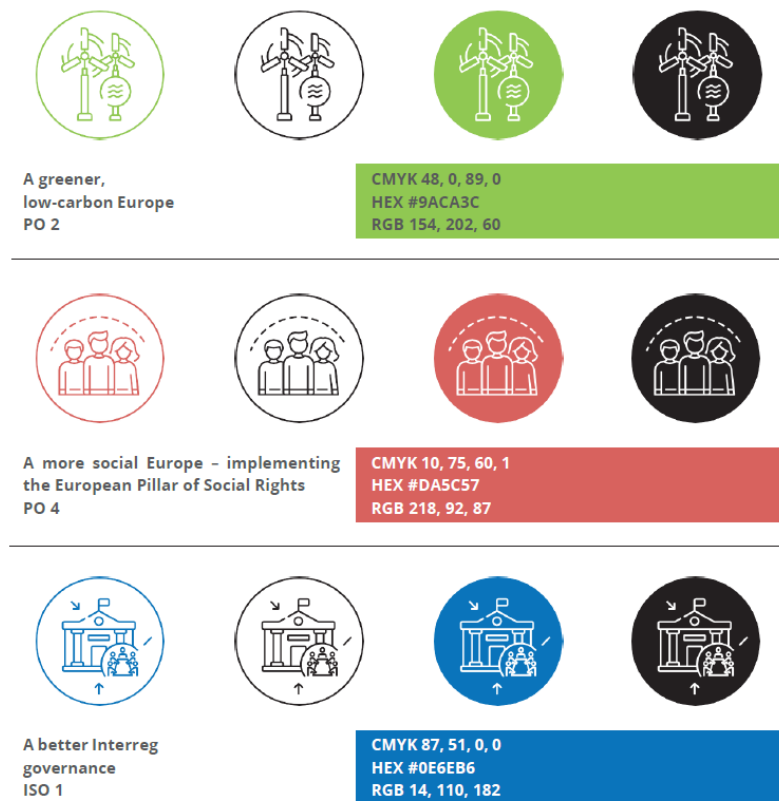 A greener,
low-carbon Europe
PO 2
CMYK 48, 0, 89, 0
HEX #9ACA3C
RGB 154, 202, 60
A more social Europe – implementing
the European Pillar of Social Rights
PO 4
CMYK 10, 75, 60, 1
HEX #DA5C57
RGB 218, 92, 87
A better Interreg
governance
ISO 1
CMYK 87, 51, 0, 0
HEX #0E6EB6
RGB 14, 110, 182